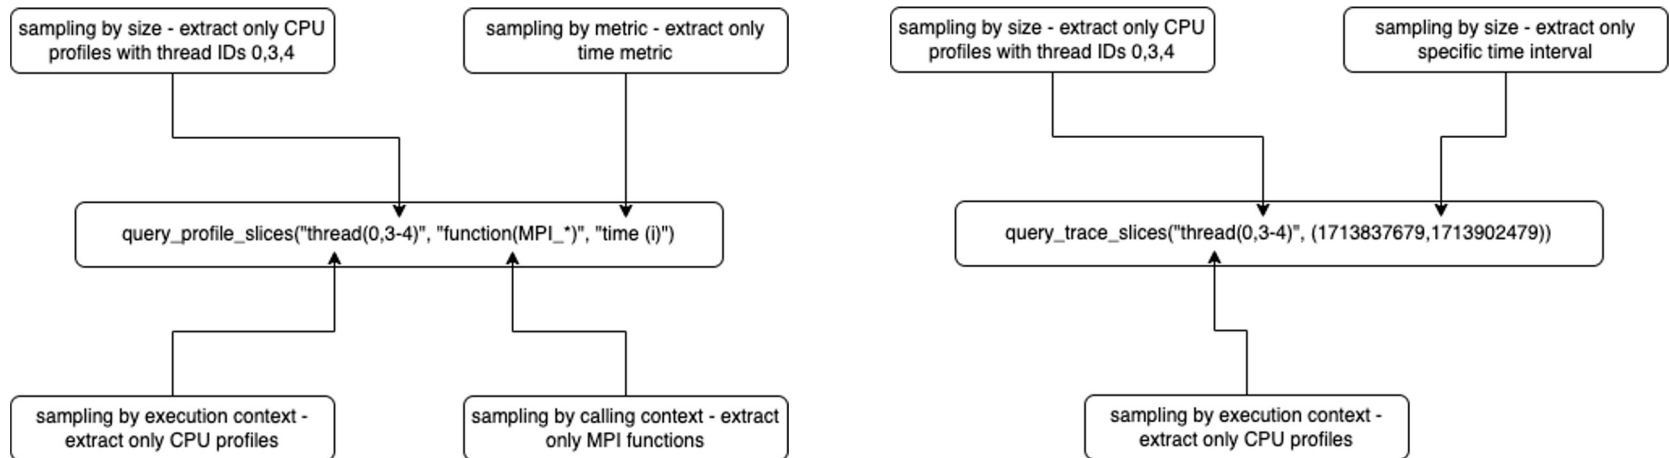 sampling by size - extract only CPU
profiles with thread IDs 0,3,4
sampling by metric - extract only
time metric
query_profile_slices("thread(0,3-4)", "function(MPI_*)", "time (i)")
sampling by execution context -
extract only CPU profiles
sampling by calling context - extract
only MPI functions
sampling by size - extract only CPU
profiles with thread IDs 0,3,4
sampling by size - extract only
specific time interval
query_trace_slices("thread(0,3-4)", (1713837679,1713902479))
sampling by execution context -
extract only CPU profiles